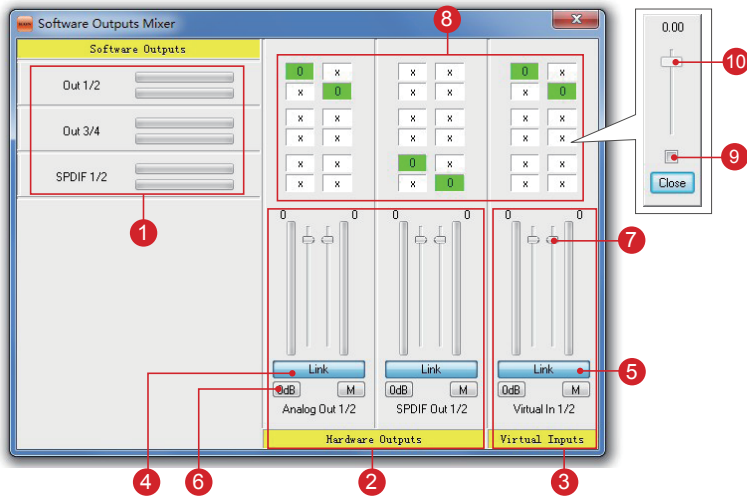 Software Outputs Mixer
8
0.00
10
9
Close
Software Outputs
Out 1/2
Out 3/4
SPDIF 1/2
1
0 x x x 0 x
x 0 x x x 0
x x x x x x
x x x x x x
x x 0 x x x
x x x 0 x x
0 0 0 0 0 0
7
Link Link Link
5
0dB M 0dB M 0dB M
Analog Out 1/2 SPDIF Out 1/2 Virtual In 1/2
Hardware Outputs Virtual Inputs
4 6 2 3